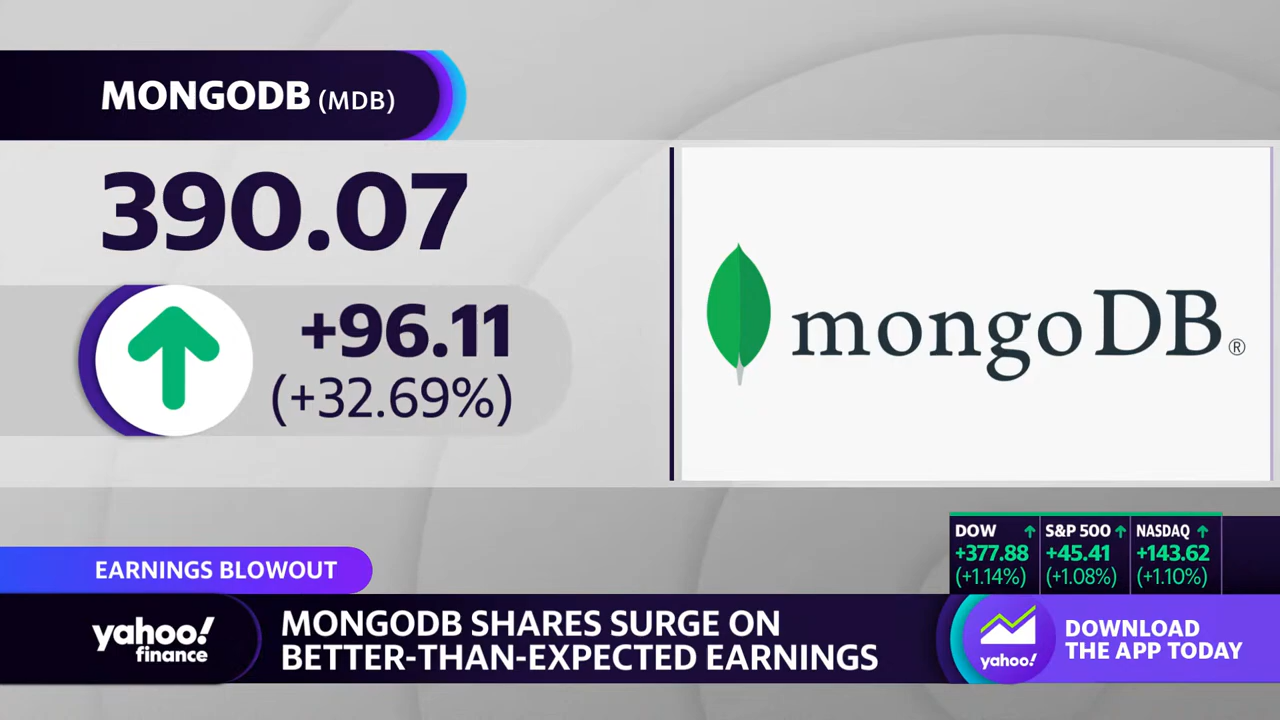 MONGODB (MDB)
390.07
+96.11
(+32.69%)
mongoDB®
DOW
+377.88
(+1.14%)
S&P 500
+45.41
(+1.08%)
NASDAQ
+143.62
(+1.10%)
EARNINGS BLOWOUT
yahoo!
finance
MONGODB SHARES SURGE ON
BETTER-THAN-EXPECTED EARNINGS
yahoo!
DOWNLOAD
THE APP TODAY